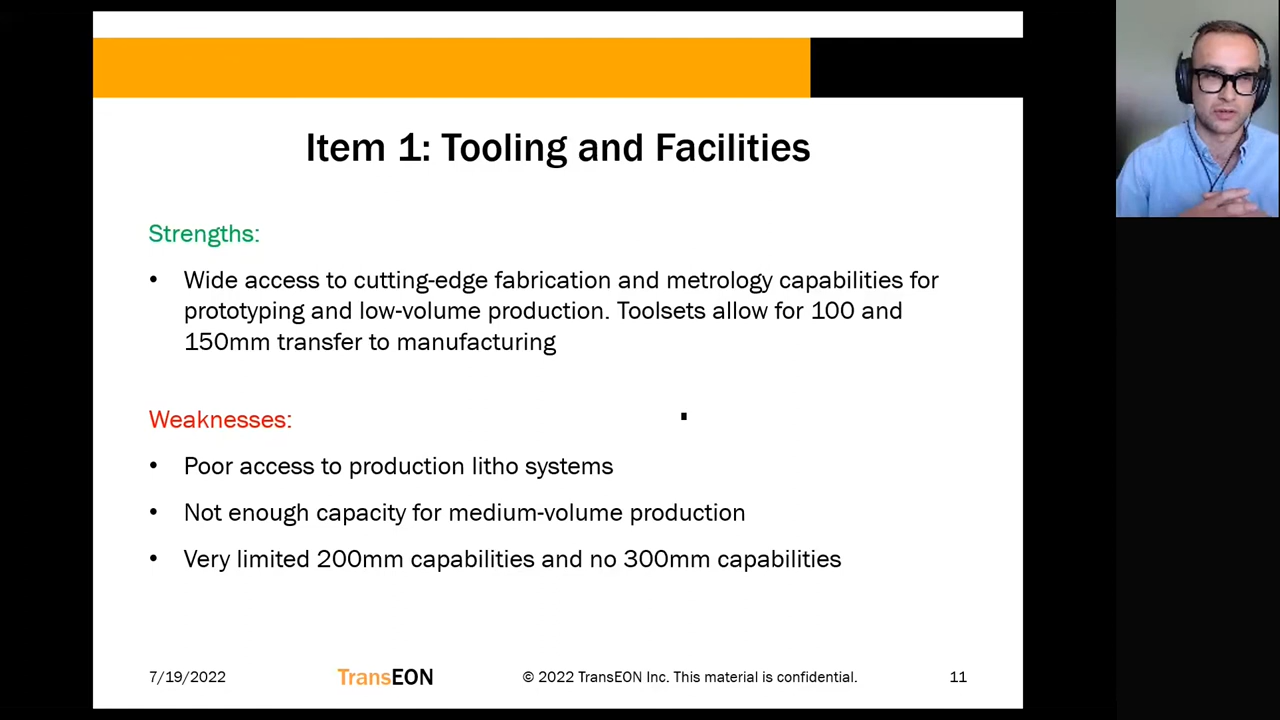 Item 1: Tooling and Facilities
Strengths:
• Wide access to cutting-edge fabrication and metrology capabilities for
prototyping and low-volume production. Toolsets allow for 100 and
150mm transfer to manufacturing
Weaknesses:
• Poor access to production litho systems
• Not enough capacity for medium-volume production
• Very limited 200mm capabilities and no 300mm capabilities
7/19/2022 TransEON © 2022 TransEON Inc. This material is confidential. 11